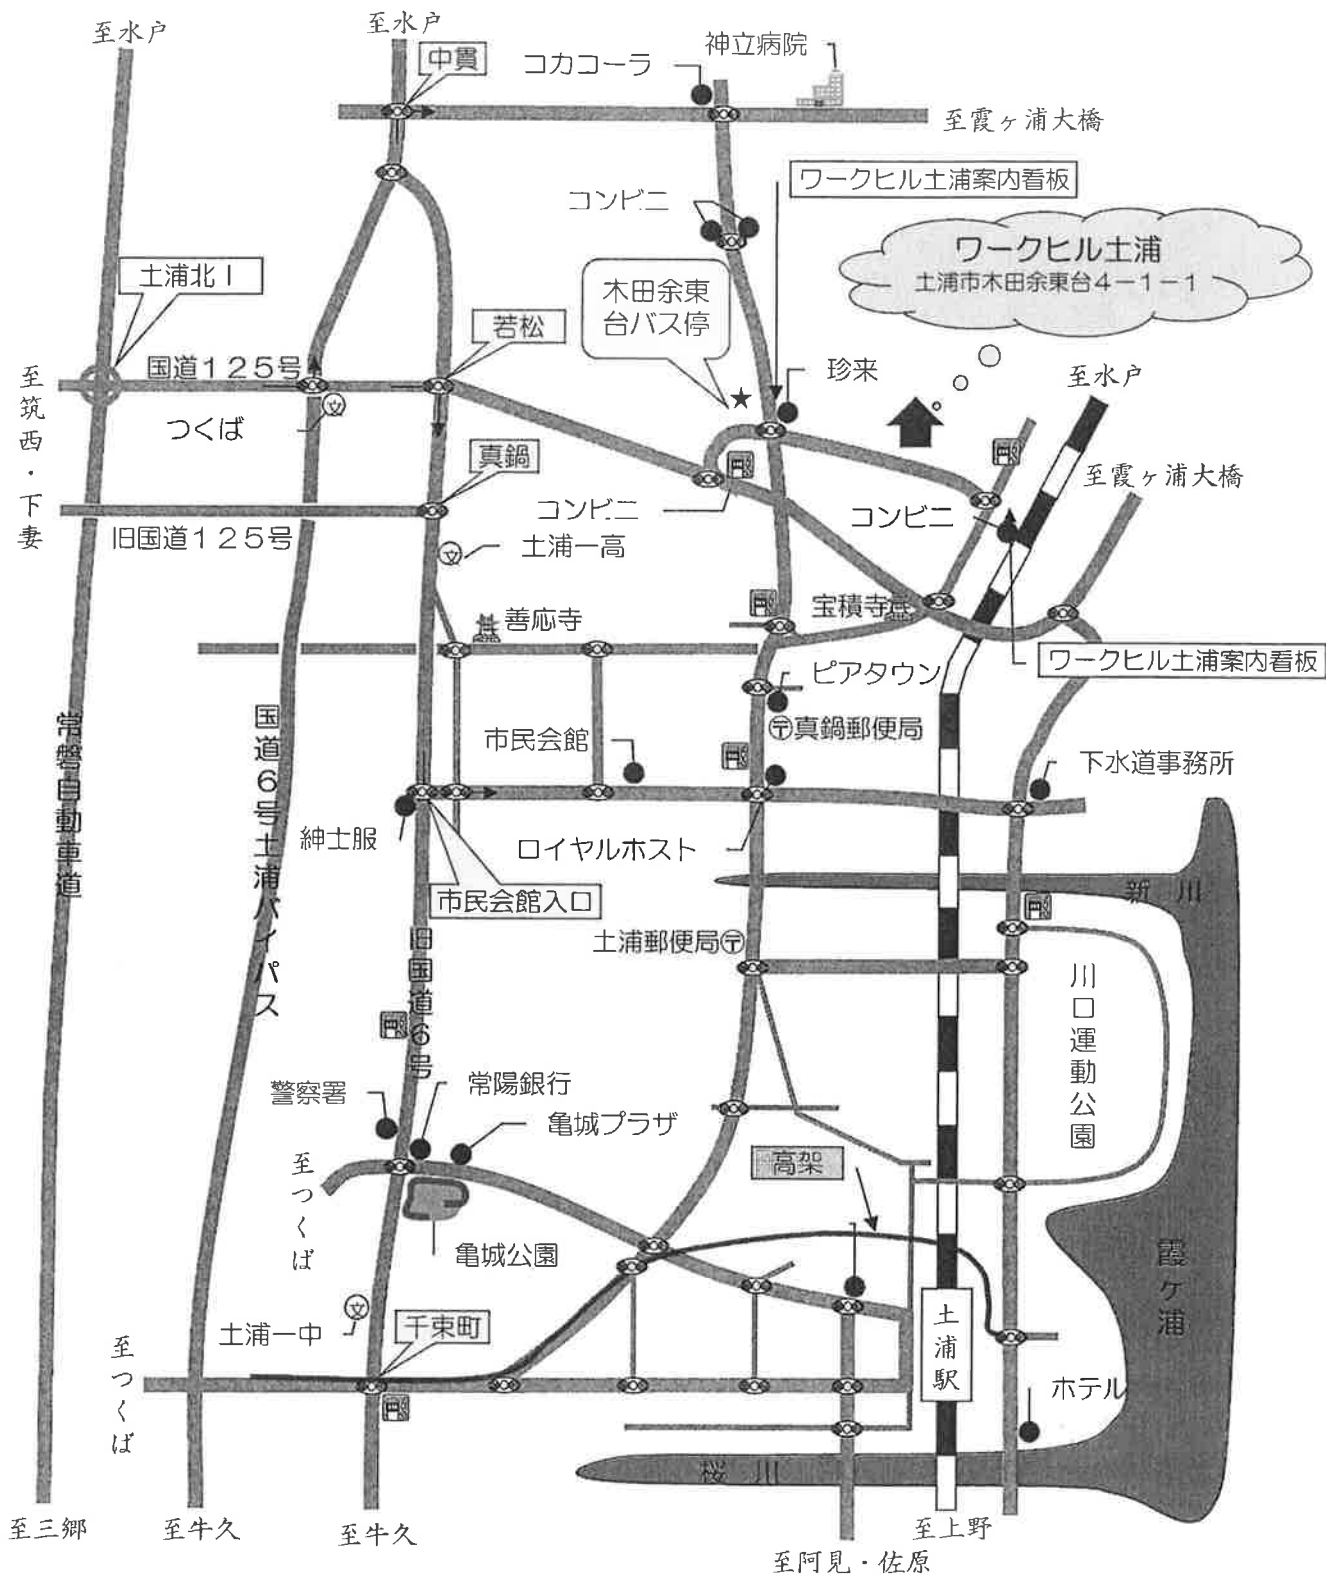 至水戸
至水戸
中貫
コカコーラ
神立病院
至霞ヶ浦大橋
ワークヒル土浦案内看板
コンビニ
ワークヒル土浦
土浦市木田余東台4-1-1
土浦北I
木田余東
台バス停
若松
国道125号
至筑西・下妻
珍来
至水戸
つくば
真鍋
至霞ヶ浦大橋
コンビニ
コンビニ
旧国道125号
土浦一高
善応寺
宝積寺
ワークヒル土浦案内看板
ピアタウン
常磐自動車道
国道6号土浦バイパス
〒真鍋郵便局
市民会館
下水道事務所
紳士服
ロイヤルホスト
市民会館入口
新川
旧国道6号
土浦郵便局〒
川口運動公園
警察署
常陽銀行
亀城プラザ
至つくば
高架
亀城公園
霞ヶ浦
土浦一中
千束町
土浦駅
至つくば
ホテル
桜川
至三郷
至牛久
至牛久
至上野
至阿見・佐原
文
文
文